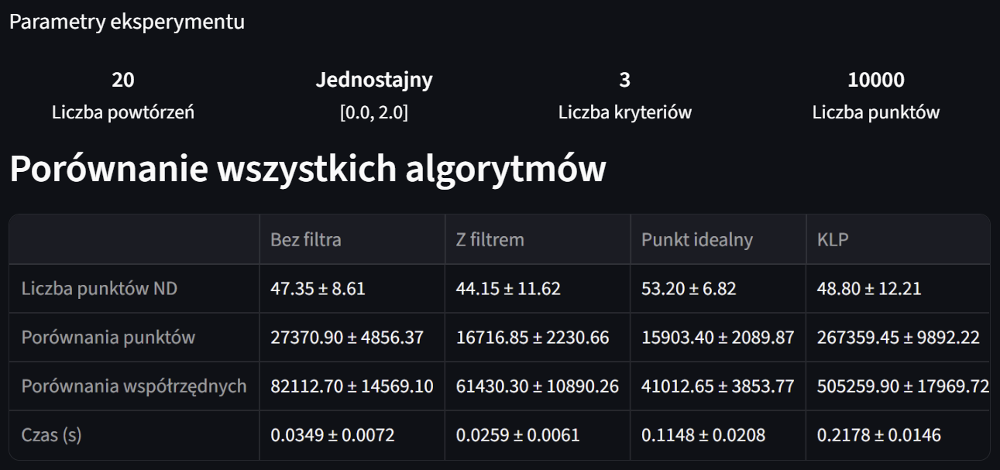 Parametry eksperymentu
20 Jednostajny 3 10000
Liczba powtórzeń [0.0, 2.0] Liczba kryteriów Liczba punktów
Porównanie wszystkich algorytmów
Bez filtra Z filtrem Punkt idealny KLP
Liczba punktów ND 47.35 ± 8.61 44.15 ± 11.62 53.20 ± 6.82 48.80 ± 12.21
Porównania punktów 27370.90 ± 4856.37 16716.85 ± 2230.66 15903.40 ± 2089.87 267359.45 ± 9892.22
Porównania współrzędnych 82112.70 ± 14569.10 61430.30 ± 10890.26 41012.65 ± 3853.77 505259.90 ± 17969.72
Czas (s) 0.0349 ± 0.0072 0.0259 ± 0.0061 0.1148 ± 0.0208 0.2178 ± 0.0146